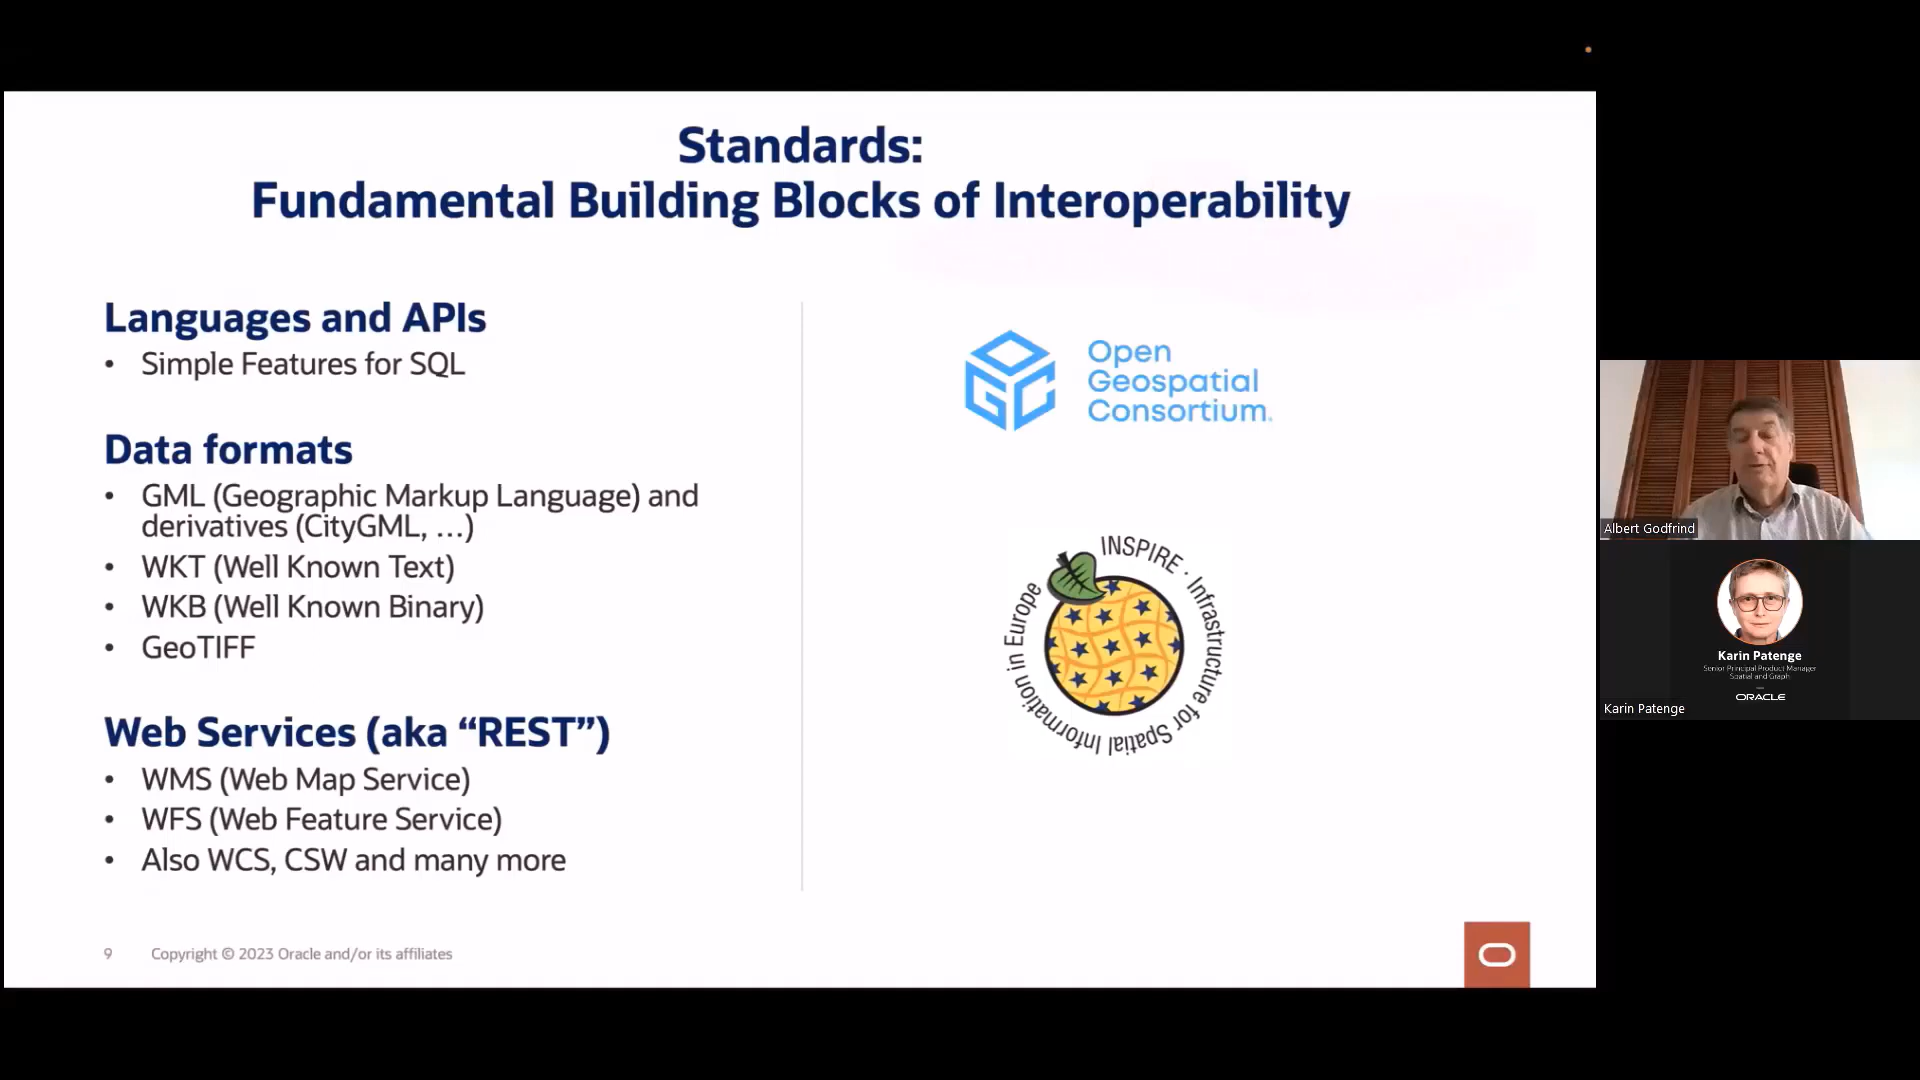 Standards:
Fundamental Building Blocks of Interoperability
Languages and APIs
• Simple Features for SQL
Data formats
• GML (Geographic Markup Language) and
derivatives (CityGML, ...)
• WKT (Well Known Text)
• WKB (Well Known Binary)
• GeoTIFF
Web Services (aka “REST”)
• WMS (Web Map Service)
• WFS (Web Feature Service)
• Also WCS, CSW and many more
OGC
Open
Geospatial
Consortium.
INSPIRE · Infrastructure for Spatial Information in Europe
9 Copyright © 2023 Oracle and/or its affiliates
Albert Godfrind
Karin Patenge
Senior Principal Product Manager
Spatial and Graph
ORACLE
Karin Patenge